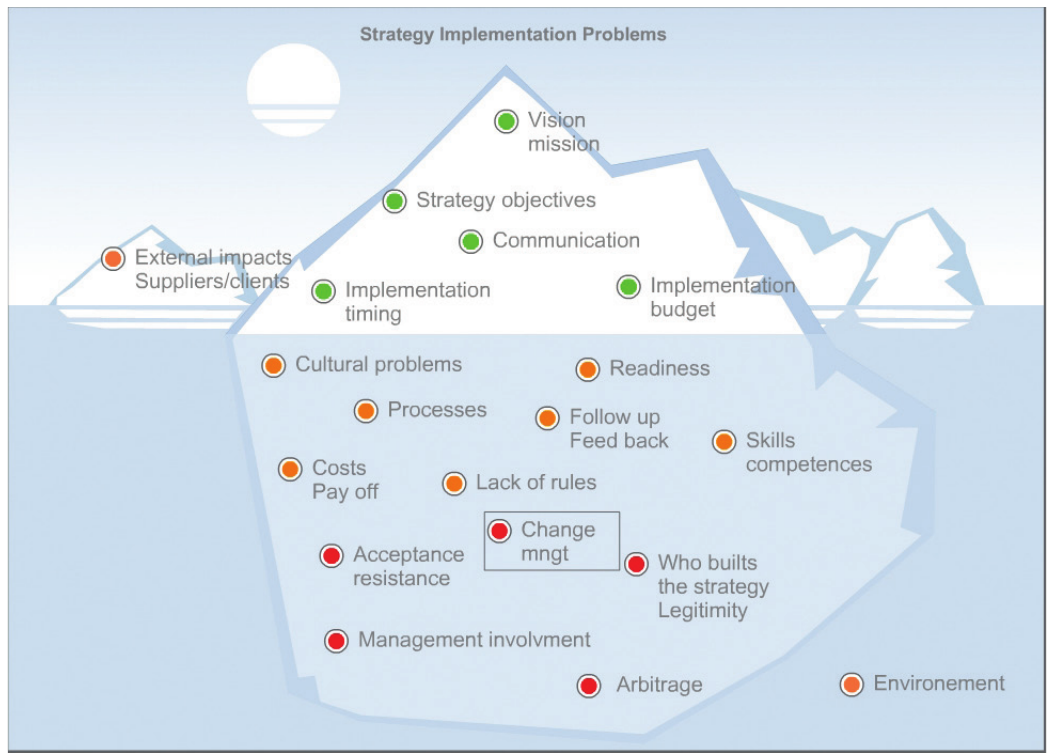 Strategy Implementation Problems
Vision
mission
Strategy objectives
Communication
External impacts
Suppliers/clients
Implementation
timing
Implementation
budget
Cultural problems
Readiness
Processes
Follow up
Feed back
Skills
competences
Costs
Pay off
Lack of rules
Change
mngt
Acceptance
resistance
Who builts
the strategy
Legitimity
Management involvment
Arbitrage
Environement